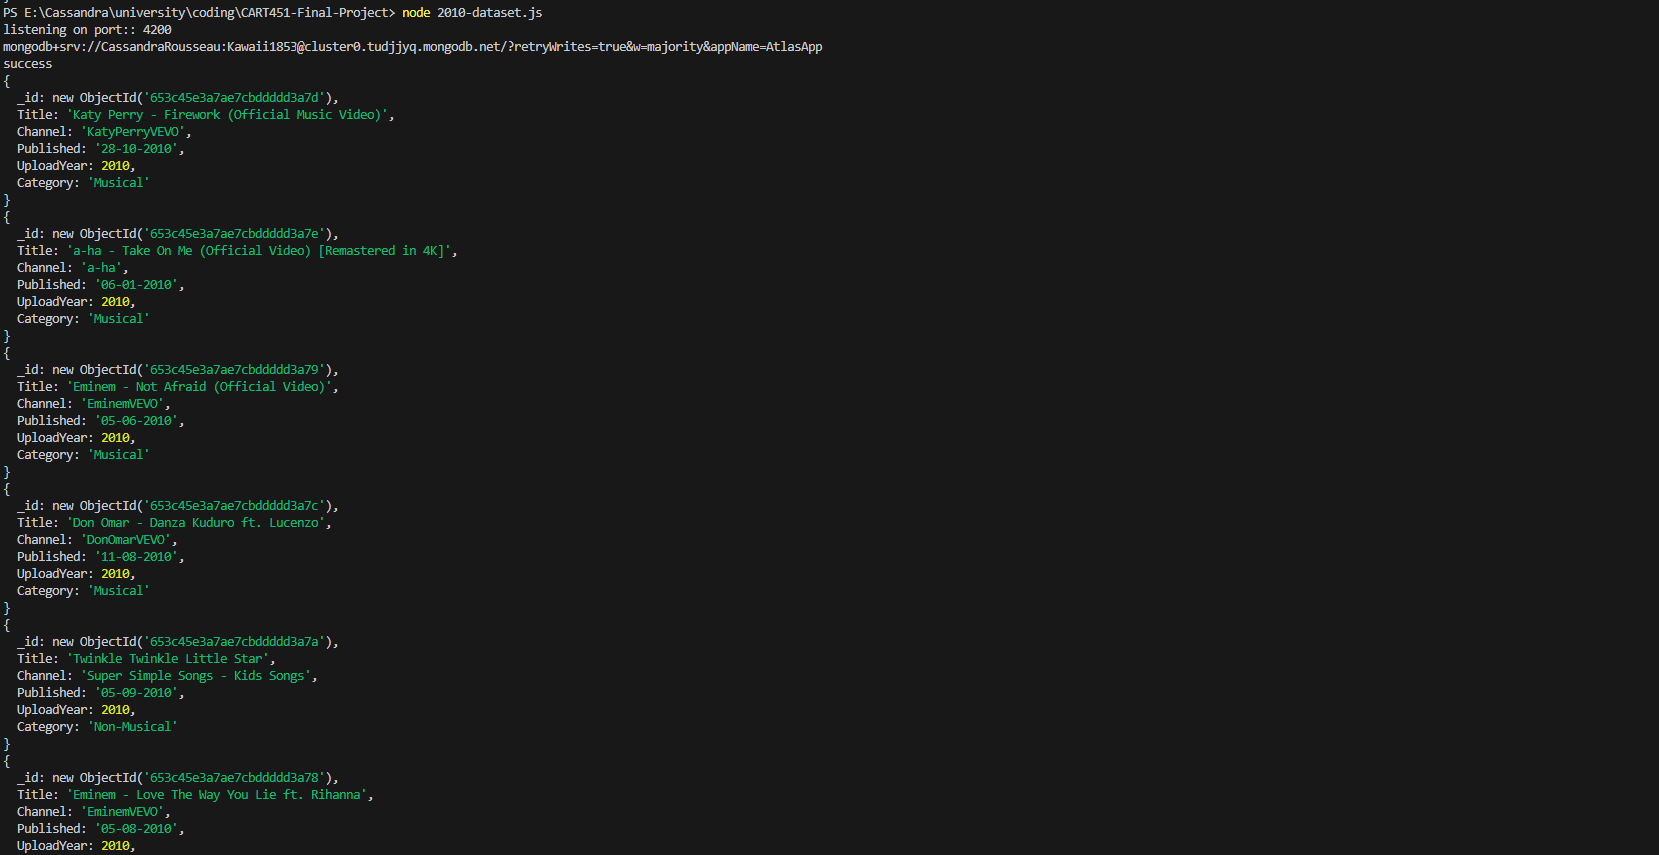 PS E:\Cassandra\university\coding\CART451-Final-Project> node 2010-dataset.js
listening on port:: 4200
mongodb+srv://CassandraRousseau:Kawaii1853@cluster0.tudjjyq.mongodb.net/?retryWrites=true&w=majority&appName=AtlasApp
success
{
  _id: new ObjectId('653c45e3a7ae7cbddddd3a7d'),
  Title: 'Katy Perry - Firework (Official Music Video)',
  Channel: 'KatyPerryVEVO',
  Published: '28-10-2010',
  UploadYear: 2010,
  Category: 'Musical'
}
{
  _id: new ObjectId('653c45e3a7ae7cbddddd3a7e'),
  Title: 'a-ha - Take On Me (Official Video) [Remastered in 4K]',
  Channel: 'a-ha',
  Published: '06-01-2010',
  UploadYear: 2010,
  Category: 'Musical'
}
{
  _id: new ObjectId('653c45e3a7ae7cbddddd3a79'),
  Title: 'Eminem - Not Afraid (Official Video)',
  Channel: 'EminemVEVO',
  Published: '05-06-2010',
  UploadYear: 2010,
  Category: 'Musical'
}
{
  _id: new ObjectId('653c45e3a7ae7cbddddd3a7c'),
  Title: 'Don Omar - Danza Kuduro ft. Lucenzo',
  Channel: 'DonOmarVEVO',
  Published: '11-08-2010',
  UploadYear: 2010,
  Category: 'Musical'
}
{
  _id: new ObjectId('653c45e3a7ae7cbddddd3a7a'),
  Title: 'Twinkle Twinkle Little Star',
  Channel: 'Super Simple Songs - Kids Songs',
  Published: '05-09-2010',
  UploadYear: 2010,
  Category: 'Non-Musical'
}
{
  _id: new ObjectId('653c45e3a7ae7cbddddd3a78'),
  Title: 'Eminem - Love The Way You Lie ft. Rihanna',
  Channel: 'EminemVEVO',
  Published: '05-08-2010',
  UploadYear: 2010,